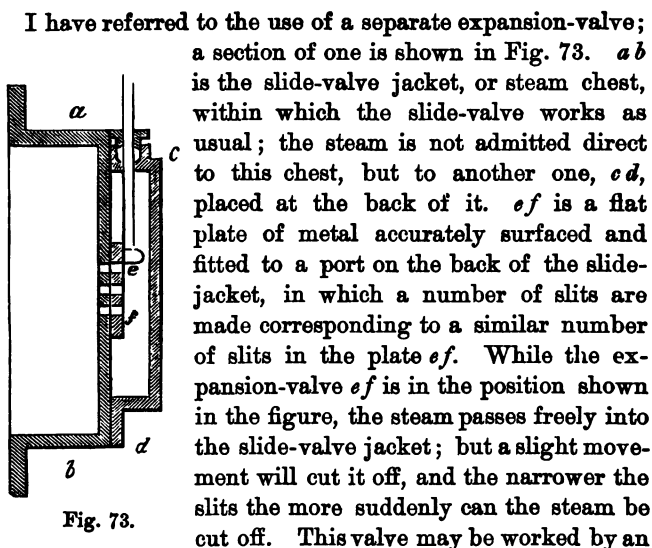 I have referred to the use of a separate expansion-valve;
a section of one is shown in Fig. 73. ab
is the slide-valve jacket, or steam chest,
within which the slide-valve works as
usual; the steam is not admitted direct
to this chest, but to another one, cd,
placed at the back of it. ef is a flat
plate of metal accurately surfaced and
fitted to a port on the back of the slide-
jacket, in which a number of slits are
made corresponding to a similar number
of slits in the plate ef. While the ex-
pansion-valve ef is in the position shown
in the figure, the steam passes freely into
the slide-valve jacket; but a slight move-
ment will cut it off, and the narrower the
slits the more suddenly can the steam be
cut off. This valve may be worked by an
a
c
e
f
d
b
Fig. 73.